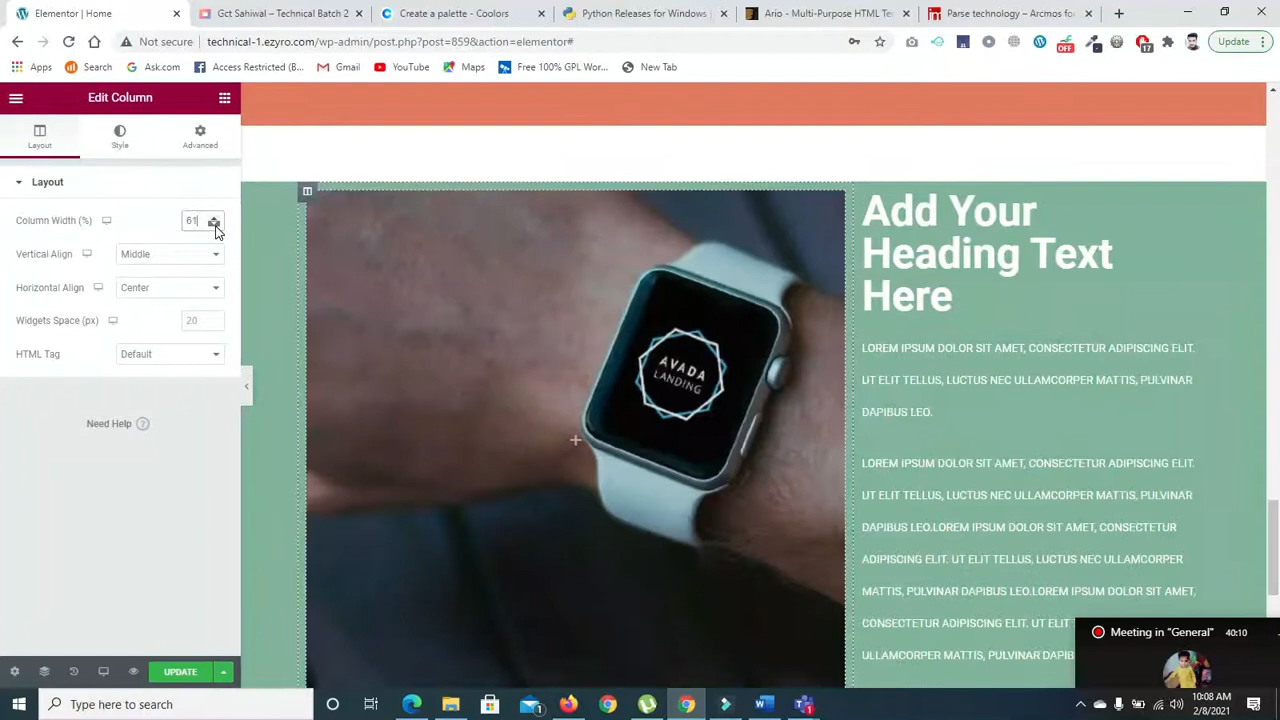 WordPress
Technical Batch 2
Create a palette - Coolors
Python Releases for Windows
Ario - Multi-Purpose HTML Te
Arcmus fo
Not secure
technical-1.ezyro.com/wp-admin/post.php?post=859&action=elementor#
OFF
17
Update
Apps
Search
Ask.com
Access Restricted (B...
Gmail
YouTube
Maps
Free 100% GPL Wor...
New Tab
Edit Column
Layout
Style
Advanced
Layout
Column Width (%)
61
Vertical Align
Middle
Horizontal Align
Center
Widgets Space (px)
20
HTML Tag
Default
Need Help
UPDATE
AVADA
LANDING
Add Your
Heading Text
Here
LOREM IPSUM DOLOR SIT AMET, CONSECTETUR ADIPISCING ELIT.
UT ELIT TELLUS, LUCTUS NEC ULLAMCORPER MATTIS, PULVINAR
DAPIBUS LEO.
LOREM IPSUM DOLOR SIT AMET, CONSECTETUR ADIPISCING ELIT.
UT ELIT TELLUS, LUCTUS NEC ULLAMCORPER MATTIS, PULVINAR
DAPIBUS LEO.LOREM IPSUM DOLOR SIT AMET, CONSECTETUR
ADIPISCING ELIT. UT ELIT TELLUS, LUCTUS NEC ULLAMCORPER
MATTIS, PULVINAR DAPIBUS LEO.LOREM IPSUM DOLOR SIT AMET,
CONSECTETUR ADIPISCING ELIT. UT ELIT
ULLAMCORPER MATTIS, PULVINAR DAPIB
Meeting in "General"
40:10
Type here to search
10:08 AM
2/8/2021